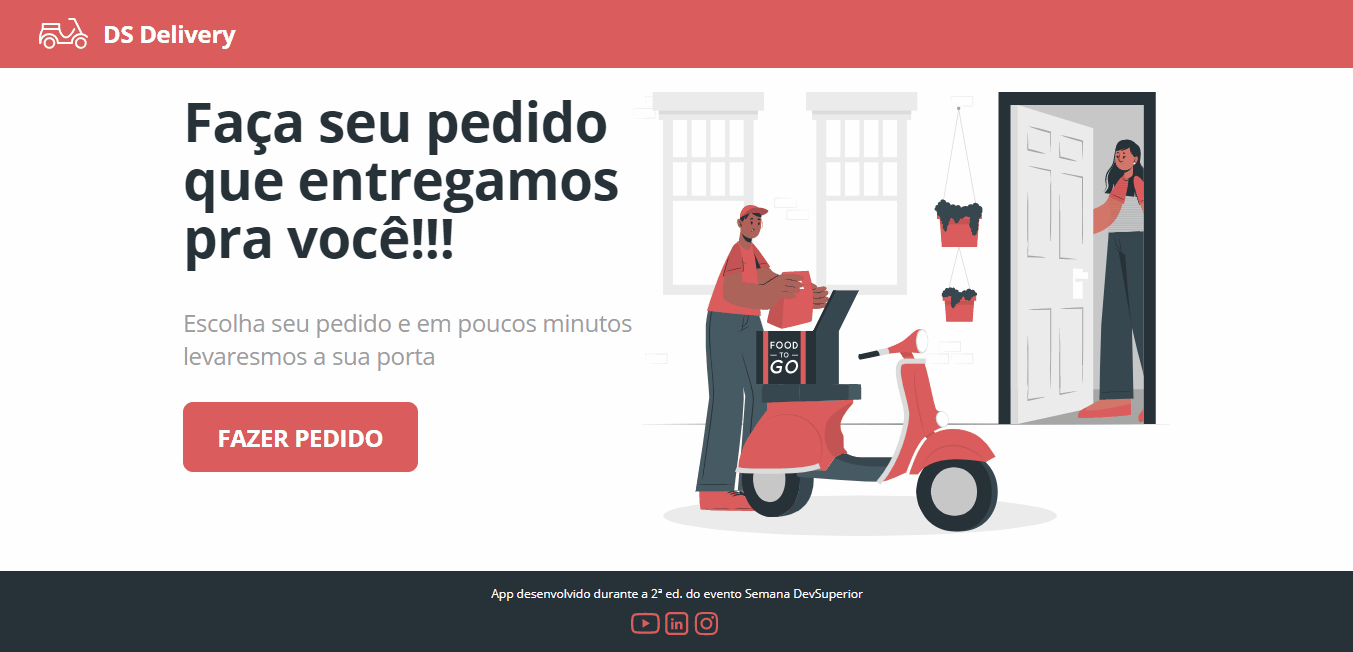 DS Delivery
Faça seu pedido
que entregamos
pra você!!!
Escolha seu pedido e em poucos minutos
levaresmos a sua porta
FAZER PEDIDO
FOOD
TO
GO
App desenvolvido durante a 2ª ed. do evento Semana DevSuperior
in